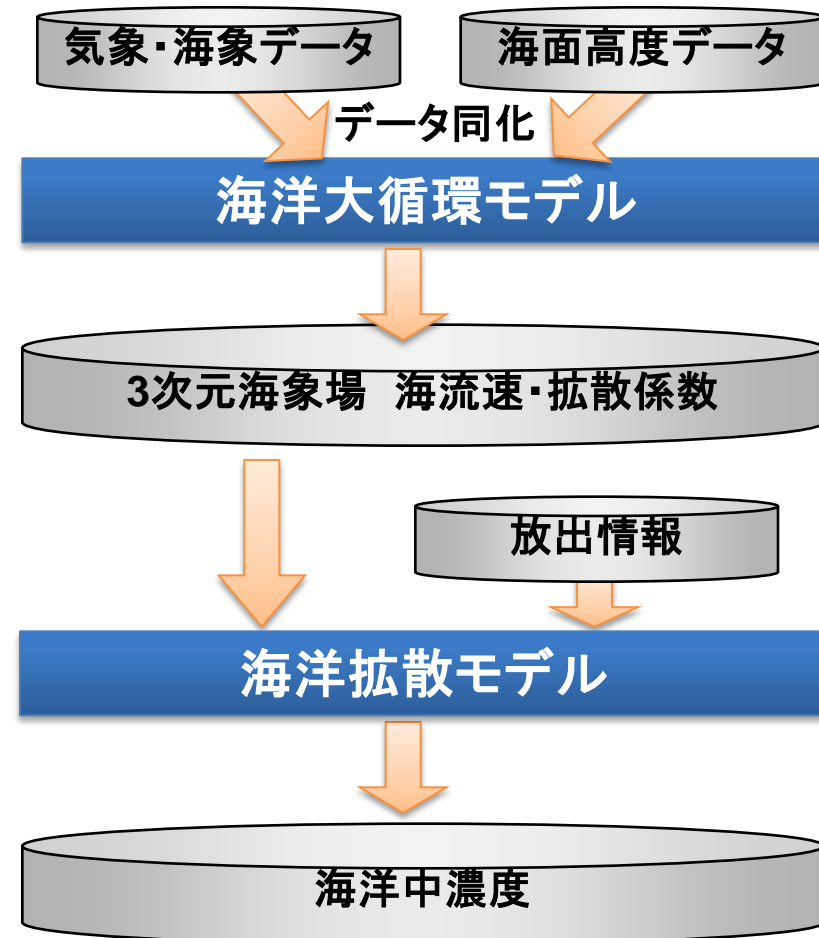 気象・海象データ
海面高度データ
データ同化
海洋大循環モデル
3次元海象場　海流速・拡散係数
放出情報
海洋拡散モデル
海洋中濃度